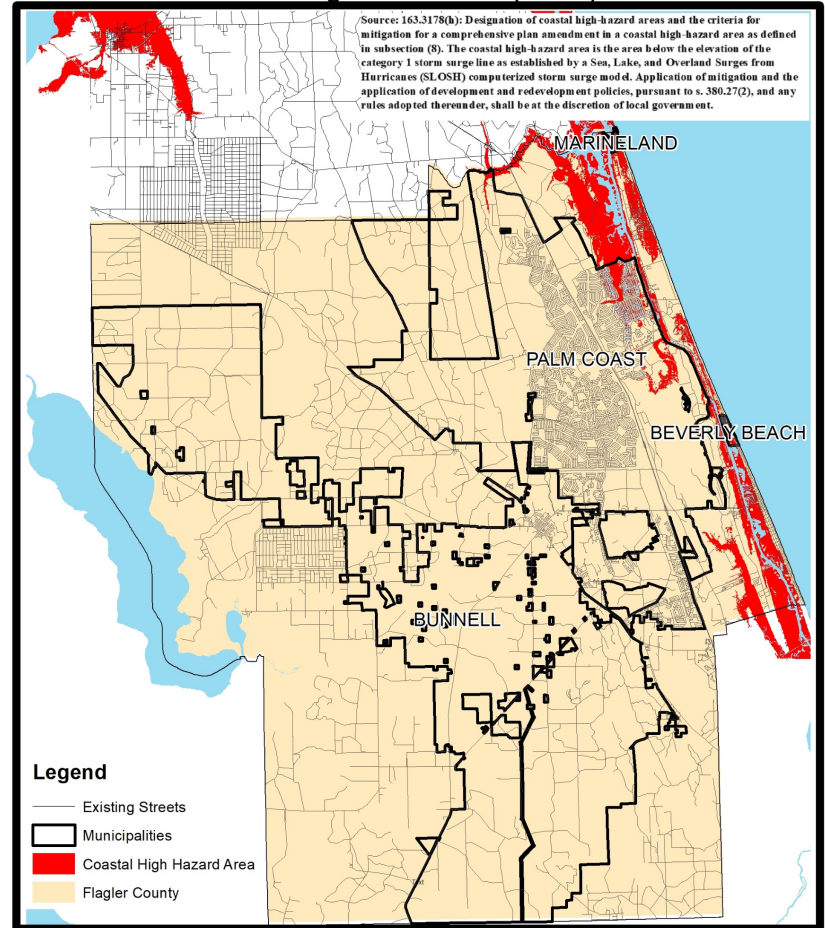 Source: 163.3178(h): Designation of coastal high-hazard areas and the criteria for
mitigation for a comprehensive plan amendment in a coastal high-hazard area as defined
in subsection (8). The coastal high-hazard area is the area below the elevation of the
category 1 storm surge line as established by a Sea, Lake, and Overland Surges from
Hurricanes (SLOSH) computerized storm surge model. Application of mitigation and the
application of development and redevelopment policies, pursuant to s. 380.27(2), and any
rules adopted thereunder, shall be at the discretion of local government.
MARINELAND
PALM COAST
BEVERLY BEACH
BUNNELL
Legend
Existing Streets
Municipalities
Coastal High Hazard Area
Flagler County
Text